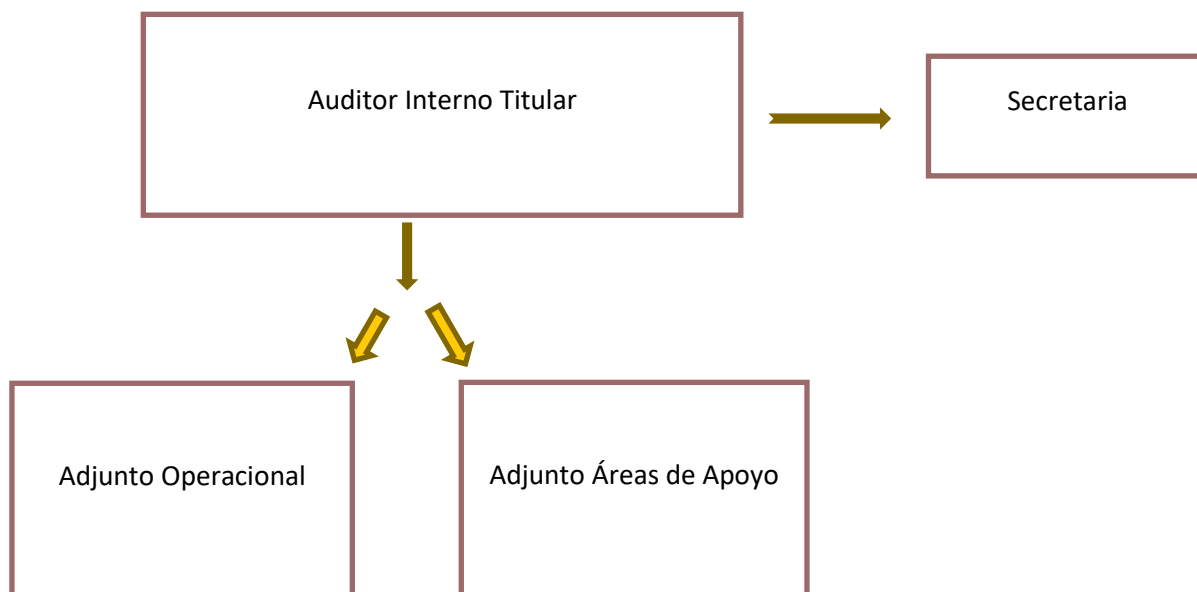 Auditor Interno Titular
Secretaria
Adjunto Operacional
Adjunto Áreas de Apoyo